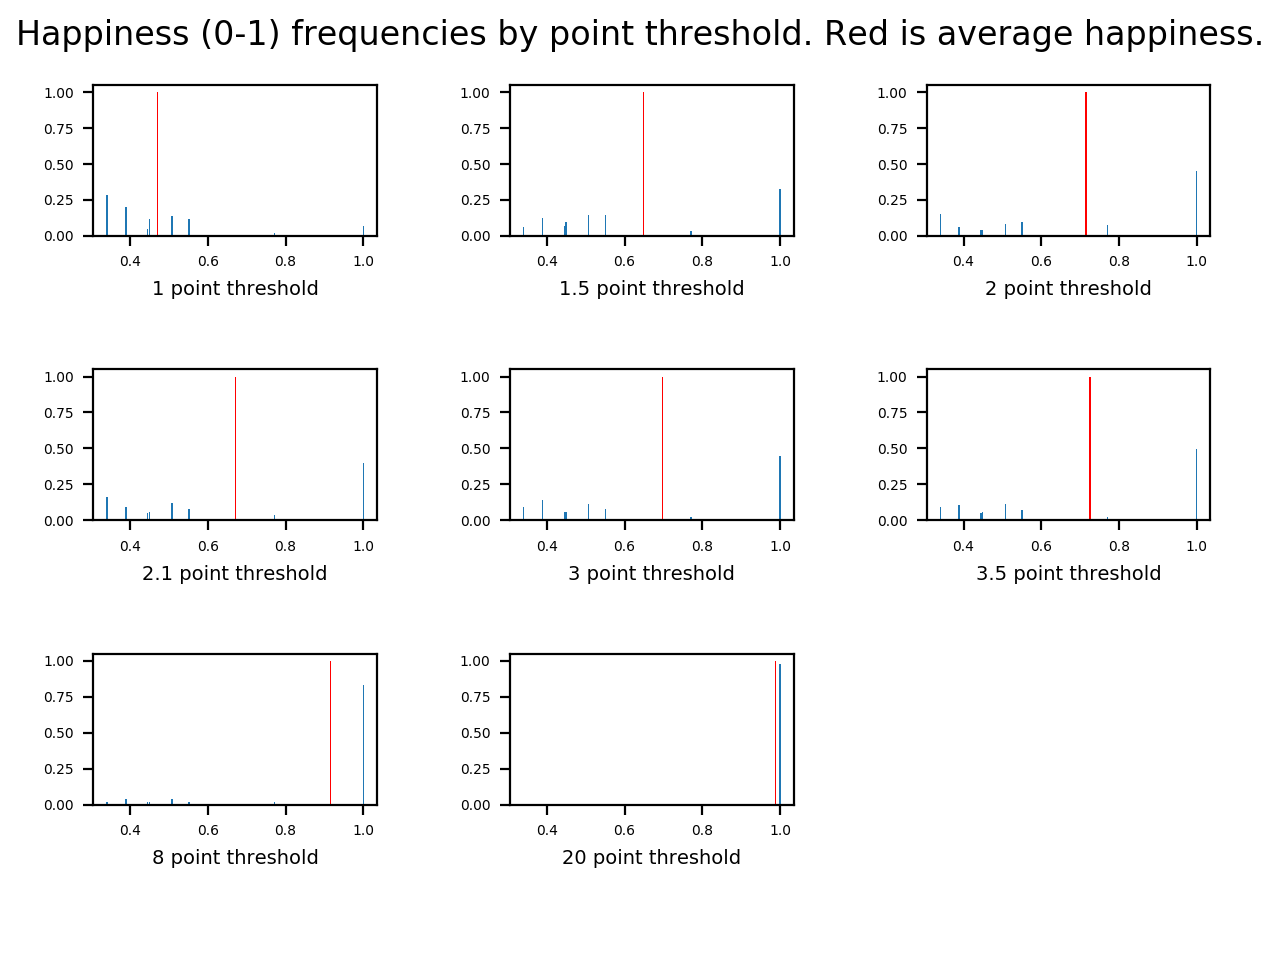 Happiness (0-1) frequencies by point threshold. Red is average happiness.
1.00 1.00 1.00
0.75 0.75 0.75
0.50 0.50 0.50
0.25 0.25 0.25
0.00 0.00 0.00
0.4 0.6 0.8 1.0 0.4 0.6 0.8 1.0 0.4 0.6 0.8 1.0
1 point threshold 1.5 point threshold 2 point threshold
1.00 1.00 1.00
0.75 0.75 0.75
0.50 0.50 0.50
0.25 0.25 0.25
0.00 0.00 0.00
0.4 0.6 0.8 1.0 0.4 0.6 0.8 1.0 0.4 0.6 0.8 1.0
2.1 point threshold 3 point threshold 3.5 point threshold
1.00 1.00
0.75 0.75
0.50 0.50
0.25 0.25
0.00 0.00
0.4 0.6 0.8 1.0 0.4 0.6 0.8 1.0
8 point threshold 20 point threshold